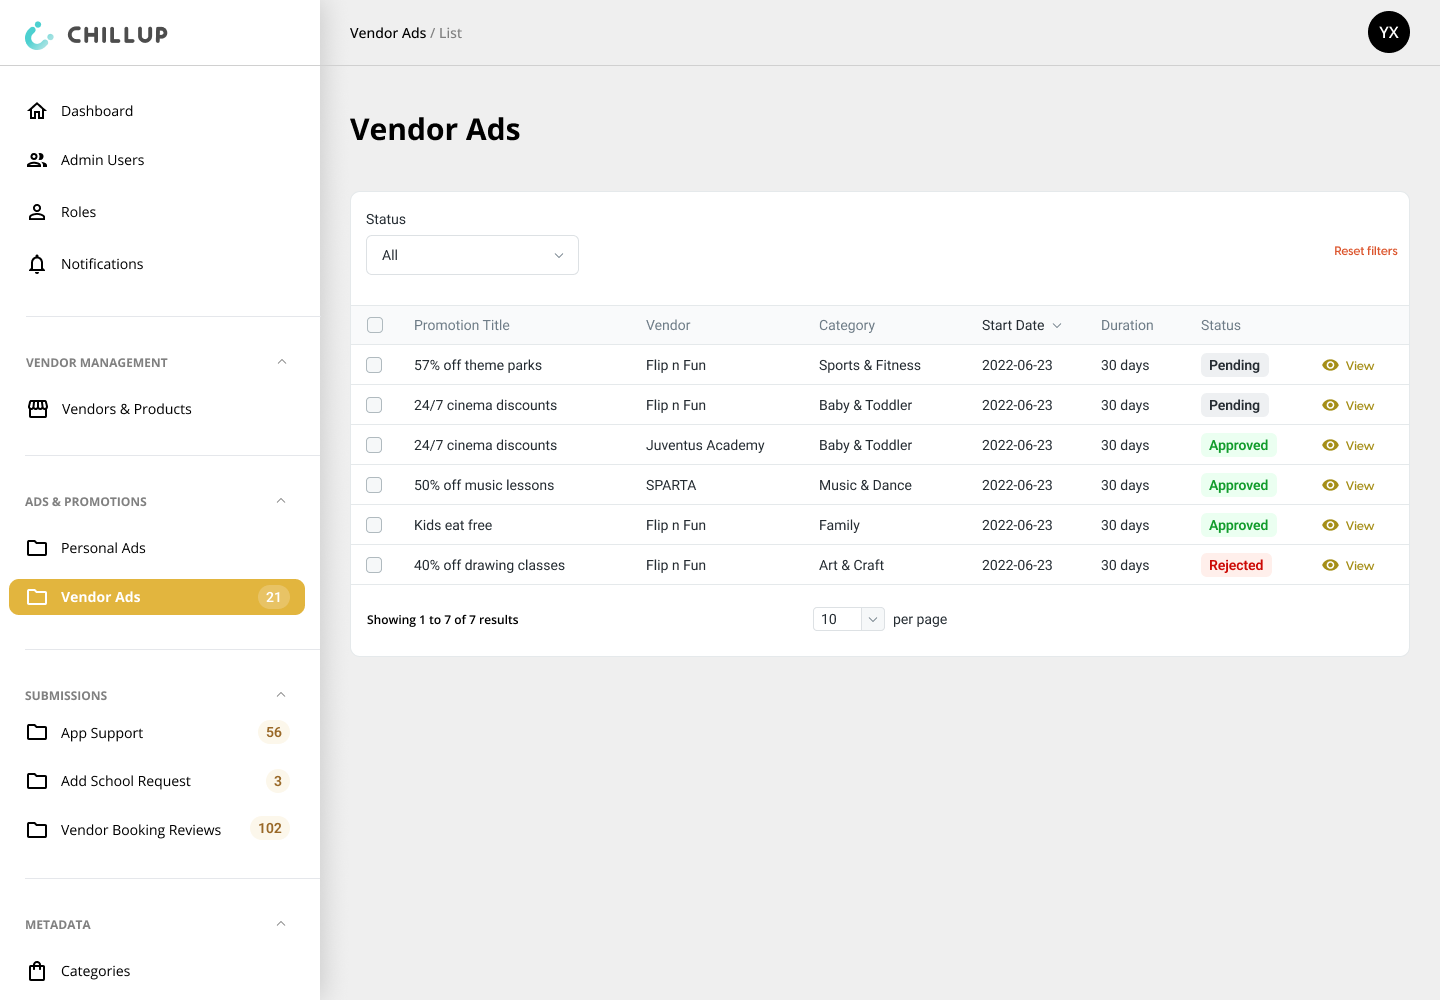 CHILLUP
Vendor Ads / List
YX
Dashboard
Admin Users
Roles
Notifications
VENDOR MANAGEMENT
Vendors & Products
ADS & PROMOTIONS
Personal Ads
Vendor Ads 21
SUBMISSIONS
App Support 56
Add School Request 3
Vendor Booking Reviews 102
METADATA
Categories
Vendor Ads
Status
All
Reset filters
Promotion Title Vendor Category Start Date Duration Status
57% off theme parks Flip n Fun Sports & Fitness 2022-06-23 30 days Pending View
24/7 cinema discounts Flip n Fun Baby & Toddler 2022-06-23 30 days Pending View
24/7 cinema discounts Juventus Academy Baby & Toddler 2022-06-23 30 days Approved View
50% off music lessons SPARTA Music & Dance 2022-06-23 30 days Approved View
Kids eat free Flip n Fun Family 2022-06-23 30 days Approved View
40% off drawing classes Flip n Fun Art & Craft 2022-06-23 30 days Rejected View
Showing 1 to 7 of 7 results 10 per page